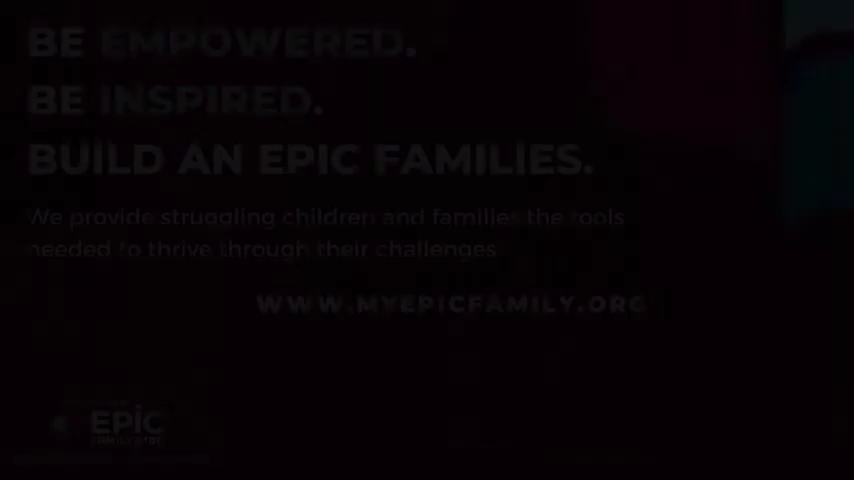 BE EMPOWERED.
BE INSPIRED.
BUILD AN EPIC FAMILIES.
We provide struggling children and families the tools
needed to thrive through their challenges
WWW.MYEPICFAMILY.ORG
EPIC